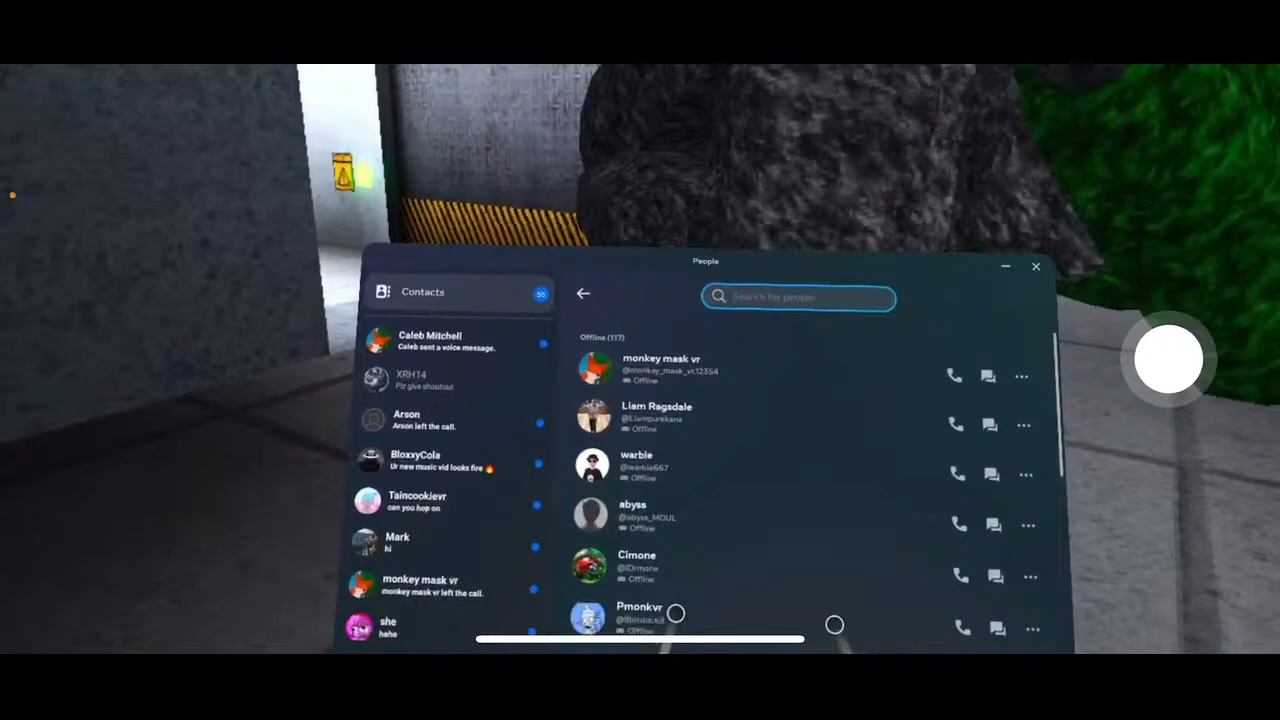 People
Contacts
55
Search for people
Caleb Mitchell
Caleb sent a voice message.
XRH14
Plz give shoutout
Arson
Arson left the call.
BloxxyCola
Ur new music vid looks fire 🔥
Taincookievr
can you hop on
Mark
hi
monkey mask vr
monkey mask vr left the call.
she
hehe
Offline (117)
monkey mask vr
@monkey_mask_vr.12354
Offline
Liam Ragsdale
Offline
warble
@warble667
Offline
abyss
@abyss_MOUL
Offline
Cimone
@IDrmone
Offline
Pmonkvr
Offline